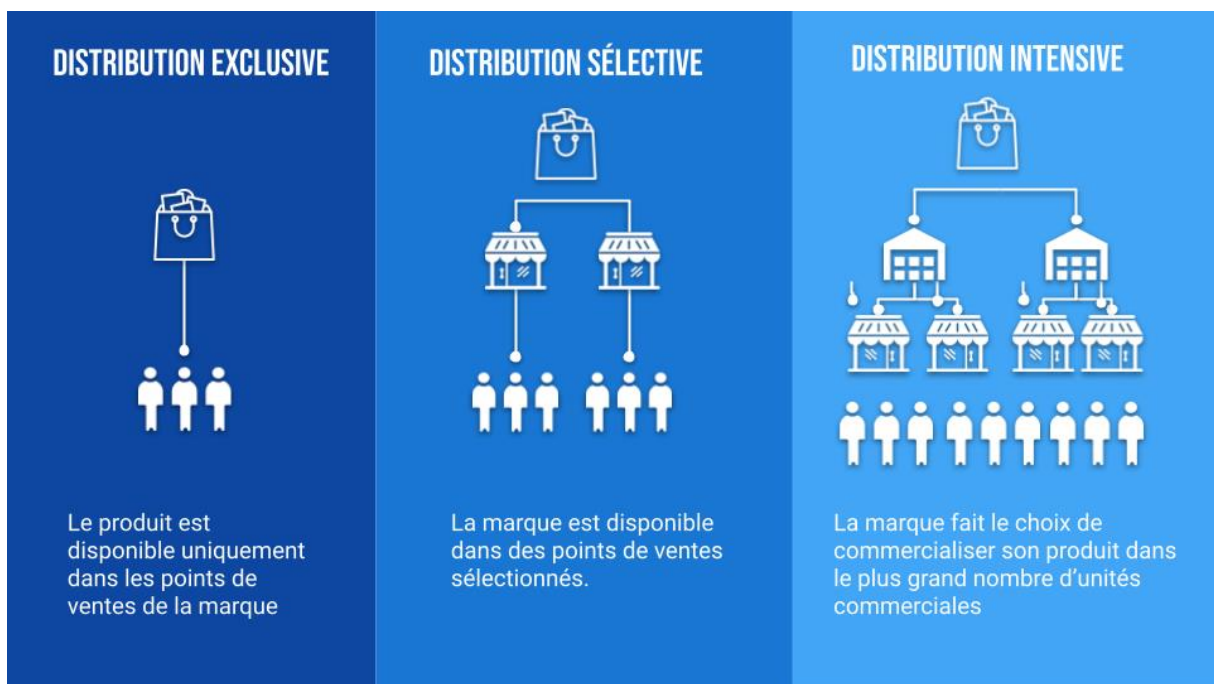 DISTRIBUTION EXCLUSIVE
Le produit est
disponible uniquement
dans les points de
ventes de la marque
DISTRIBUTION SÉLECTIVE
La marque est disponible
dans des points de ventes
sélectionnés.
DISTRIBUTION INTENSIVE
La marque fait le choix de
commercialiser son produit dans
le plus grand nombre d'unités
commerciales